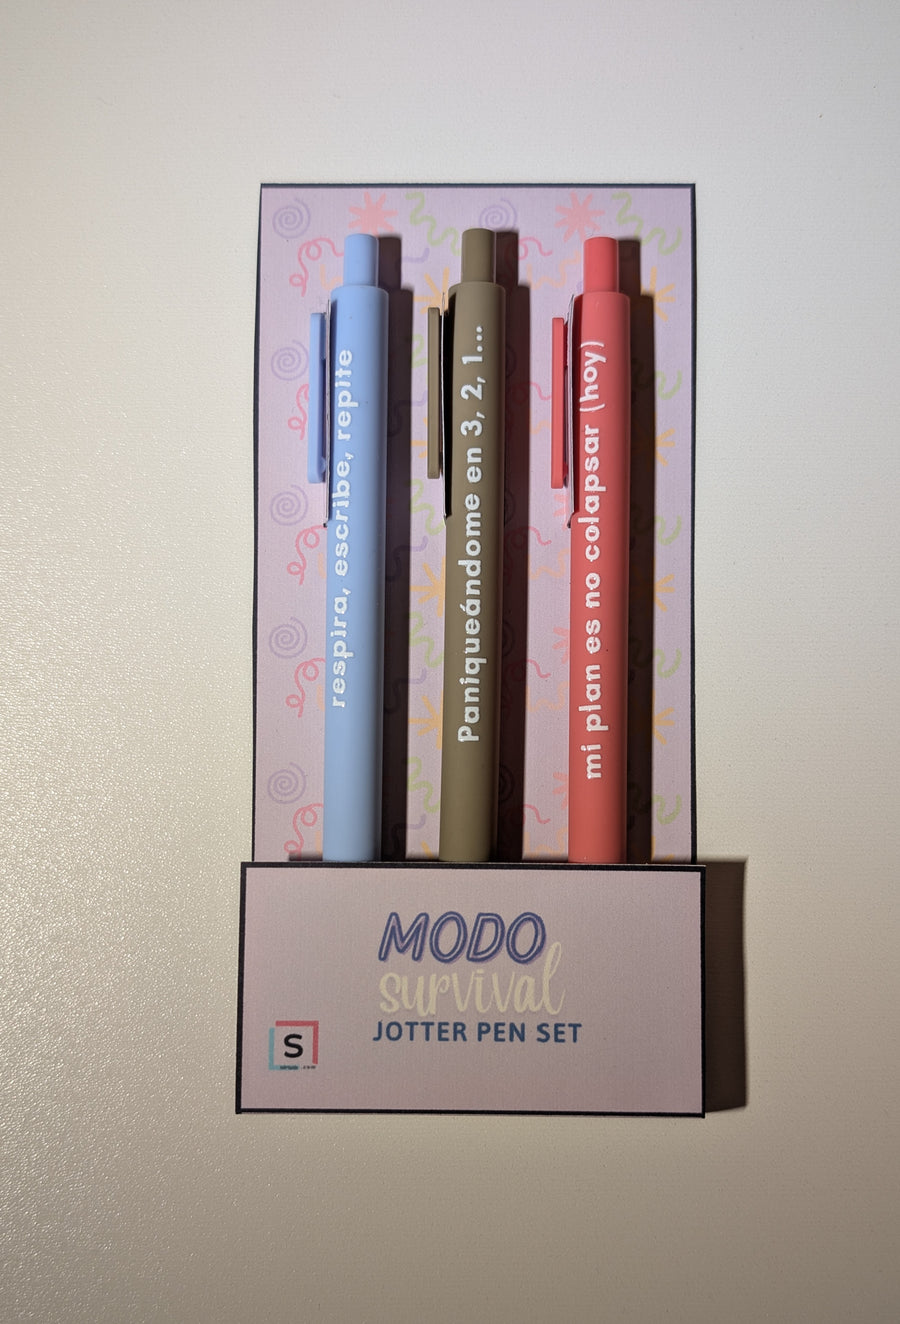 respira, escribe, repite
Paniqueándome en 3, 2, 1...
mi plan es no colapsar (hoy)
MODO
survival
JOTTER PEN SET
S